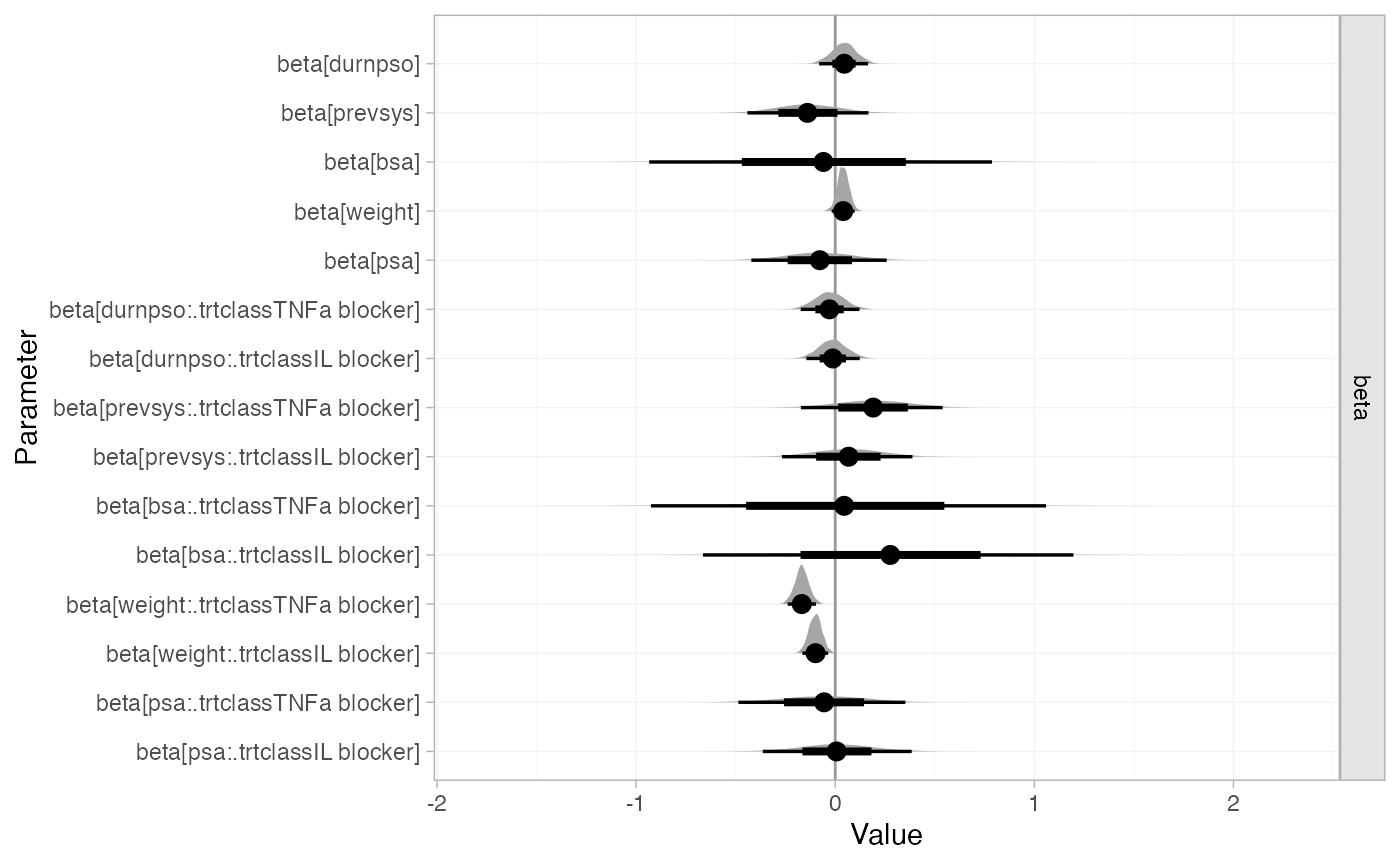 beta[durnpso]
beta[prevsys]
beta[bsa]
beta[weight]
beta[psa]
beta[durnpso:.trtclassTNFa blocker]
beta[durnpso:.trtclassIL blocker]
beta[prevsys:.trtclassTNFa blocker]
beta[prevsys:.trtclassIL blocker]
beta[bsa:.trtclassTNFa blocker]
beta[bsa:.trtclassIL blocker]
beta[weight:.trtclassTNFa blocker]
beta[weight:.trtclassIL blocker]
beta[psa:.trtclassTNFa blocker]
beta[psa:.trtclassIL blocker]
Parameter
beta
-2 -1 0 1 2
Value